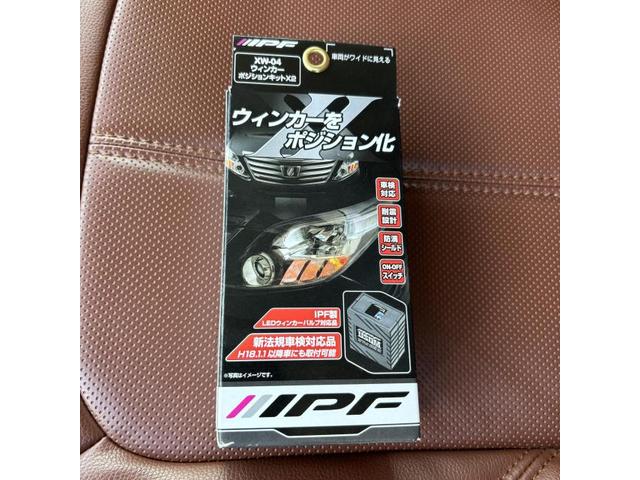 IPF
XW-04
ウィンカー
ポジションキットX2
車両がワイドに見える
X
ウィンカーを
ポジション化
車検
対応
耐震
設計
防滴
シールド
ON-OFF
スイッチ
IPF製
LEDウィンカーバルブ対応品
新法規車検対応品
H18.1.1 以降車にも取付可能
※写真はイメージです。
IPF